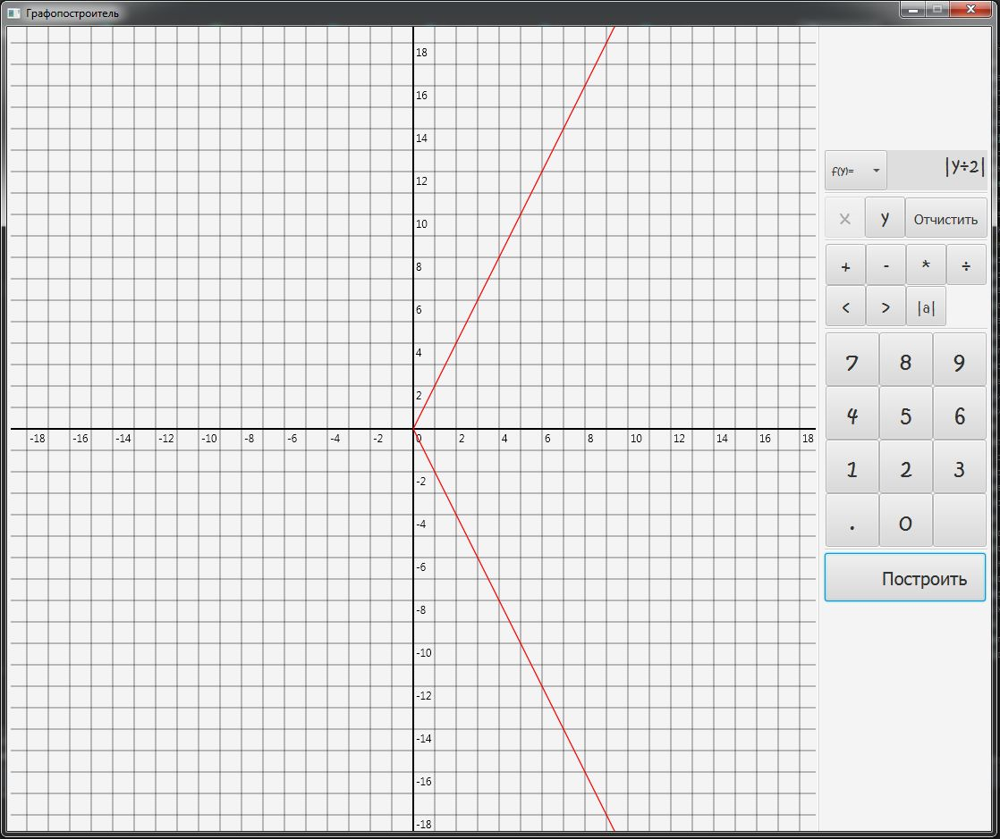 Графопостроитель
18
16
14
12
10
8
6
4
2
-18 -16 -14 -12 -10 -8 -6 -4 -2 0 2 4 6 8 10 12 14 16 18
-2
-4
-6
-8
-10
-12
-14
-16
-18
f(y)= |y÷2|
x y Отчистить
+ - * ÷
< > |a|
7 8 9
4 5 6
1 2 3
. 0
Построить